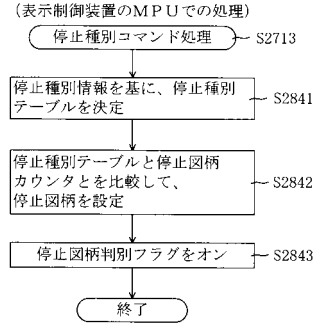 (表示制御装置のMPUでの処理)
停止種別コマンド処理
S2713
停止種別情報を基に、停止種別
テーブルを決定
S2841
停止種別テーブルと停止図柄
カウンタとを比較して、
停止図柄を設定
S2842
停止図柄判別フラグをオン
S2843
終了